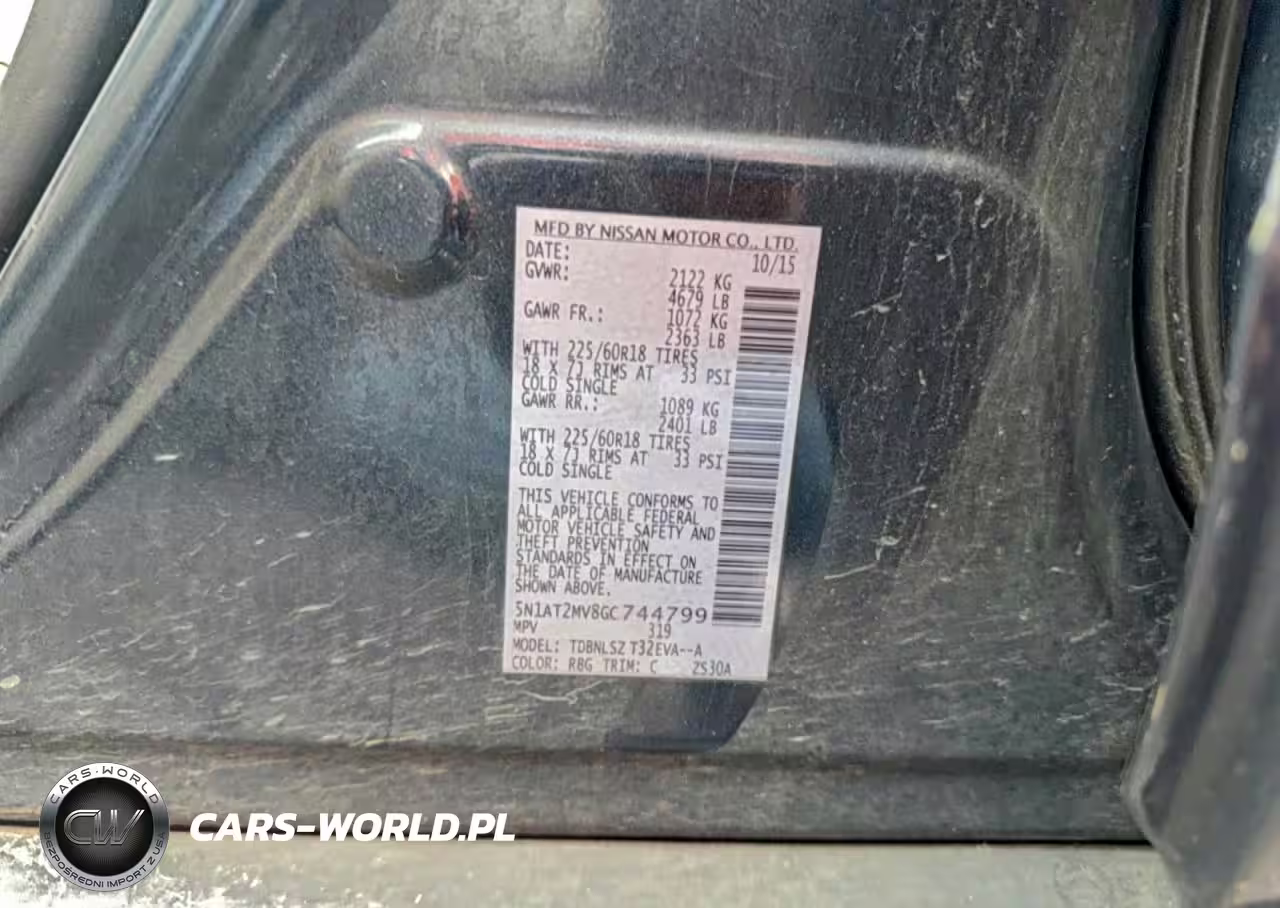 MFD BY NISSAN MOTOR CO., LTD.
DATE: 10/15
GVWR: 2122 KG
4679 LB
GAWR FR.: 1072 KG
2363 LB
WITH 225/60R18 TIRES
18 X 7J RIMS AT 33 PSI
COLD SINGLE
GAWR RR.: 1089 KG
2401 LB
WITH 225/60R18 TIRES
18 X 7J RIMS AT 33 PSI
COLD SINGLE
THIS VEHICLE CONFORMS TO
ALL APPLICABLE FEDERAL
MOTOR VEHICLE SAFETY AND
THEFT PREVENTION
STANDARDS IN EFFECT ON
THE DATE OF MANUFACTURE
SHOWN ABOVE.
5N1AT2MV8GC744799
MPV 319
MODEL: TDBNLSZ T32EVA--A
COLOR: RBG TRIM: C 2S30A
CARS-WORLD
CW
BEZPOŚREDNI IMPORT Z USA
CARS-WORLD.PL